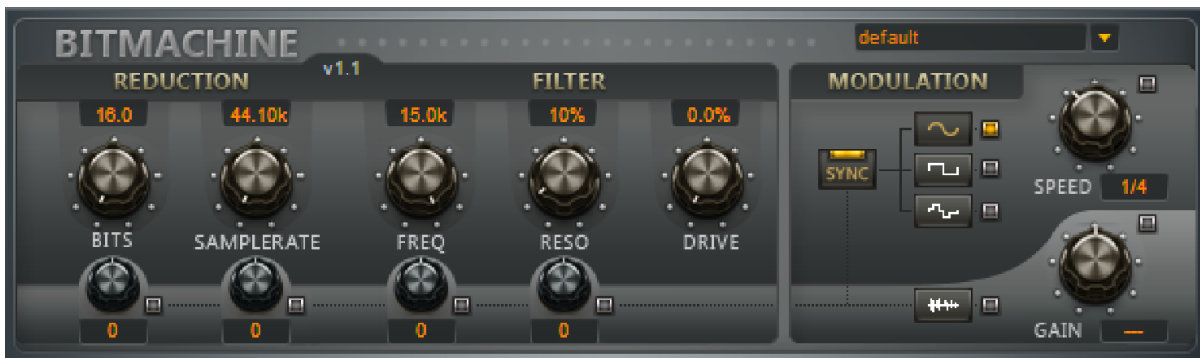 BITMACHINE
default
v1.1
REDUCTION
FILTER
MODULATION
16.0
44.10k
15.0k
10%
0.0%
SYNC
SPEED 1/4
BITS
SAMPLERATE
FREQ
RESO
DRIVE
0
0
0
0
GAIN ---